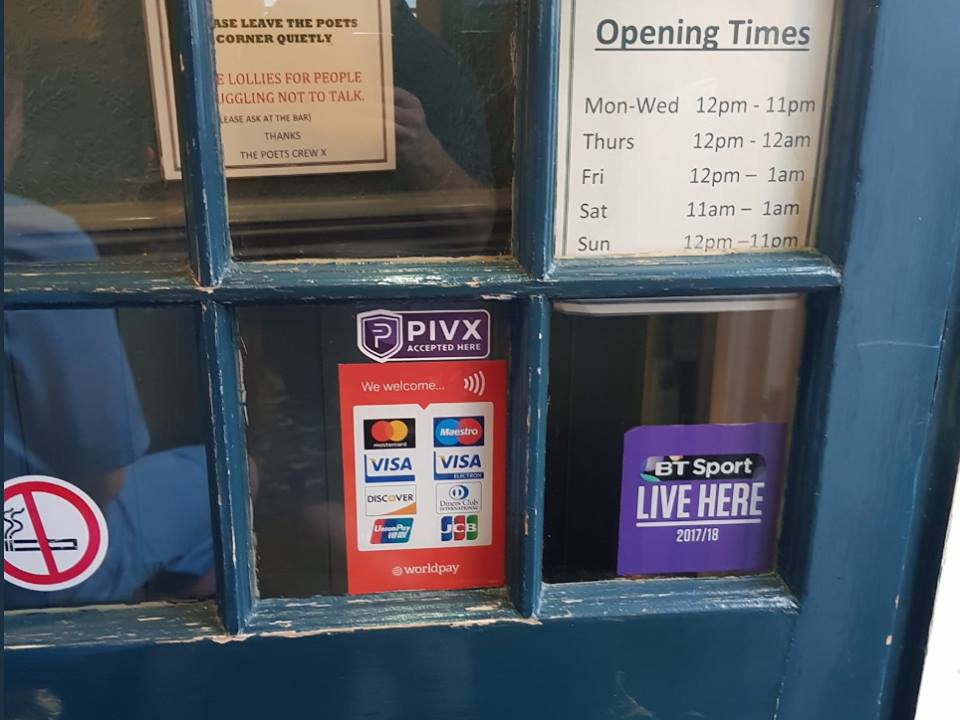 ASE LEAVE THE POETS
CORNER QUIETLY
E LOLLIES FOR PEOPLE
UGGLING NOT TO TALK.
LEASE ASK AT THE BAR)
THANKS
THE POETS CREW X
Opening Times
Mon-Wed 12pm - 11pm
Thurs 12pm - 12am
Fri 12pm – 1am
Sat 11am – 1am
Sun 12pm –11pm
PIVX
ACCEPTED HERE
We welcome...
mastercard Maestro
VISA VISA
ELECTRON
DISCOVER Diners Club
INTERNATIONAL
UnionPay JCB
银联
worldpay
BT Sport
LIVE HERE
2017/18